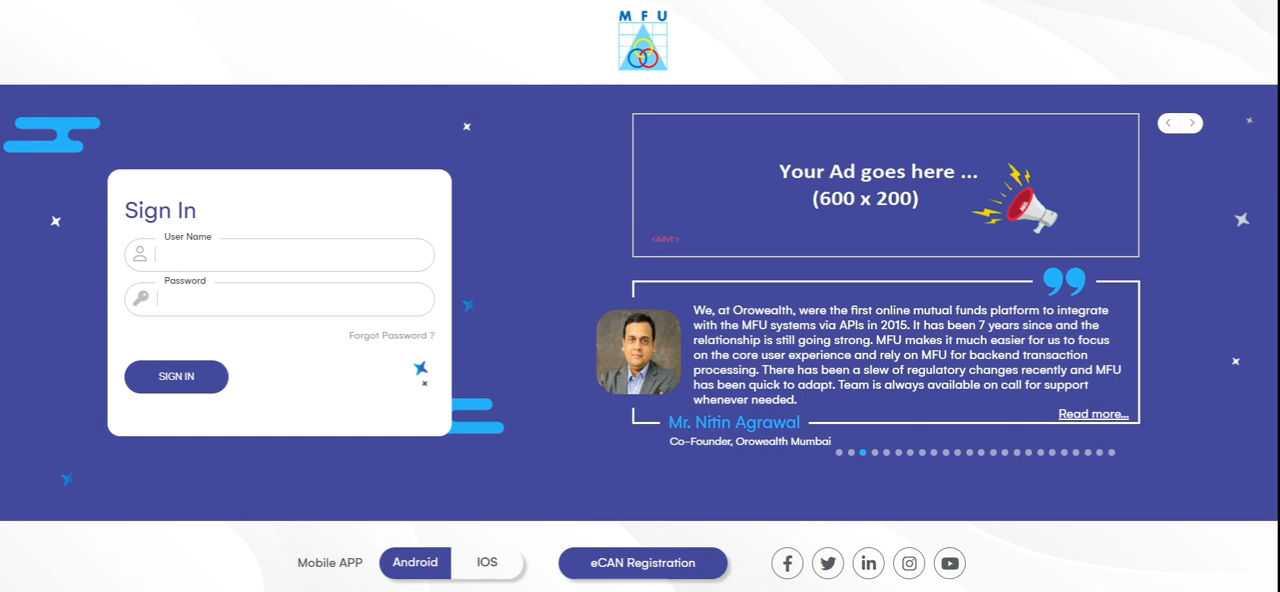 MFU
Sign In
User Name
Password
Forgot Password ?
SIGN IN
Your Ad goes here ...
(600 x 200)
<Advt>
We, at Orowealth, were the first online mutual funds platform to integrate
with the MFU systems via APIs in 2015. It has been 7 years since and the
relationship is still going strong. MFU makes it much easier for us to focus
on the core user experience and rely on MFU for backend transaction
processing. There has been a slew of regulatory changes recently and MFU
has been quick to adapt. Team is always available on call for support
whenever needed.
Read more...
Mr. Nitin Agrawal
Co-Founder, Orowealth Mumbai
Mobile APP
Android
IOS
eCAN Registration